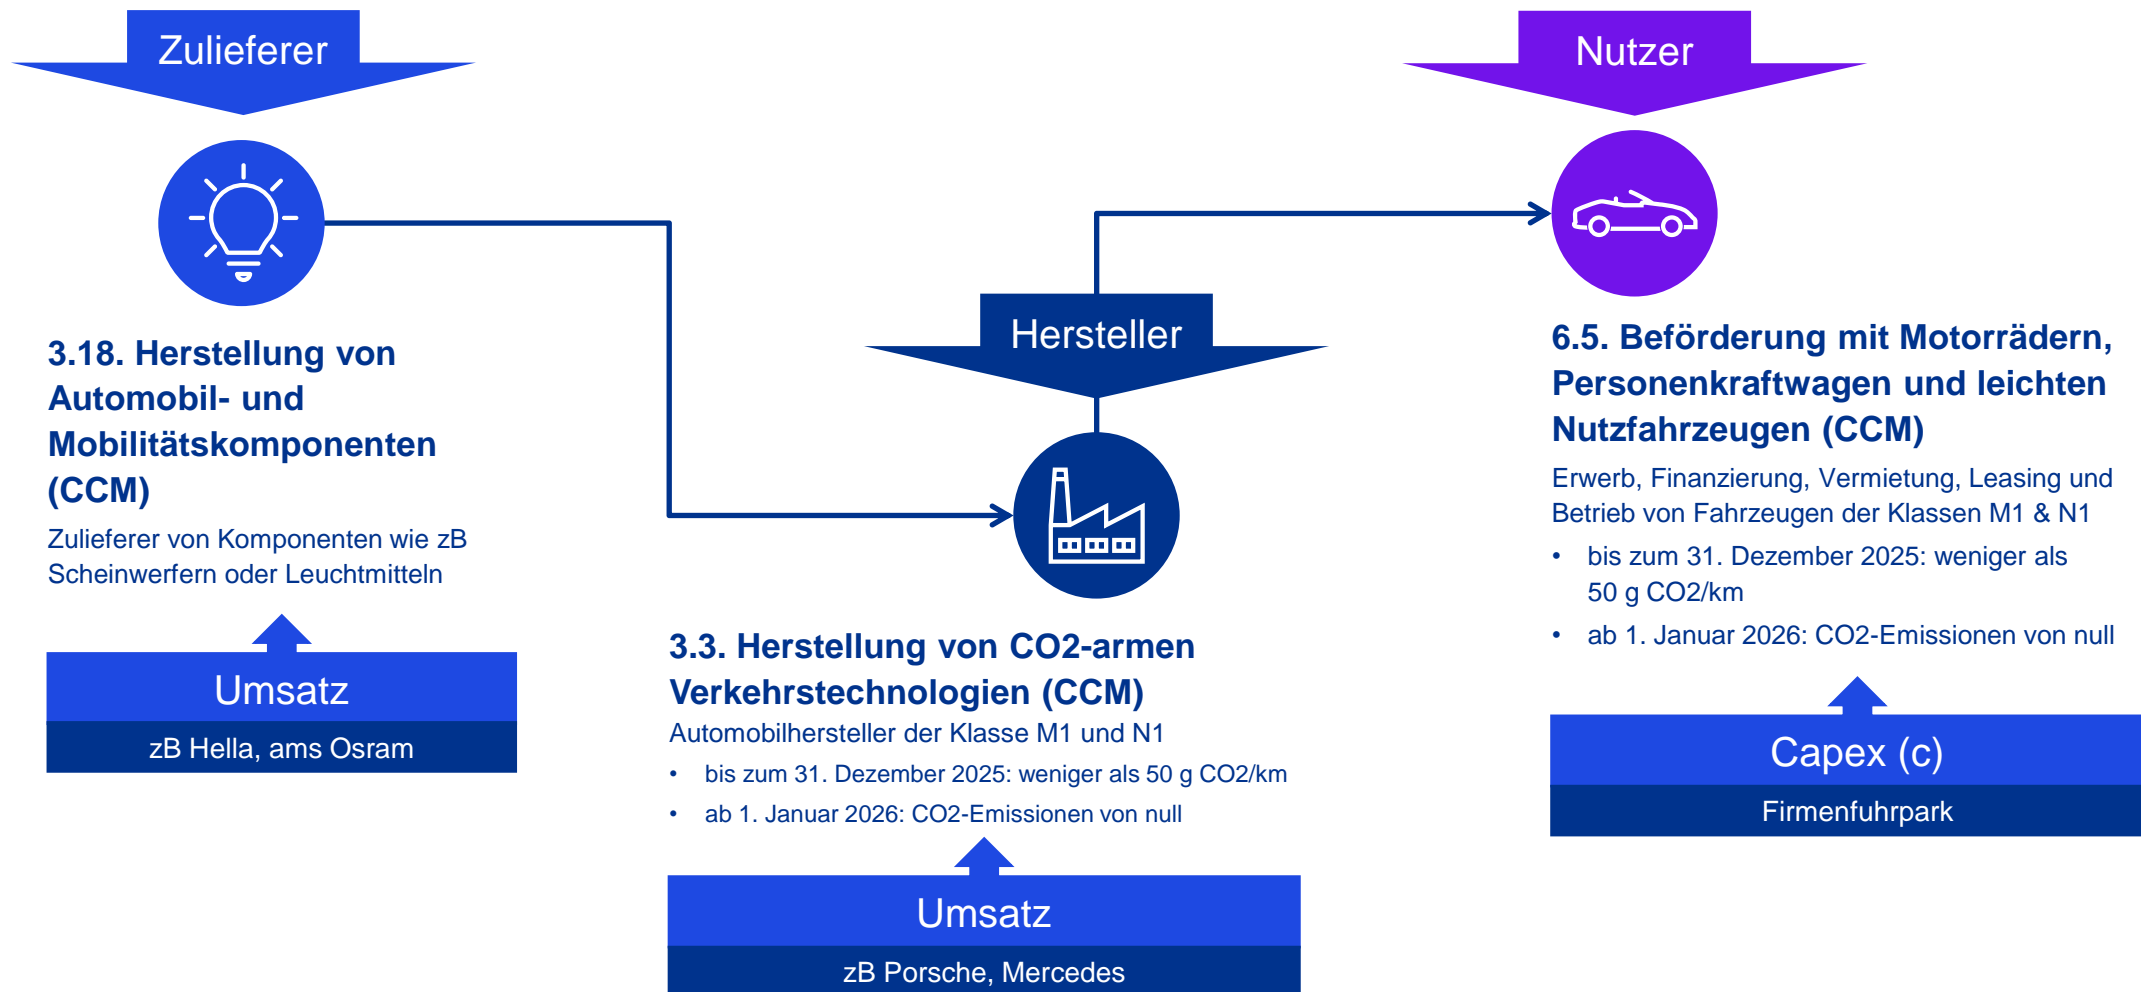 Zulieferer
3.18. Herstellung von
Automobil- und
Mobilitätskomponenten
(CCM)
Zulieferer von Komponenten wie zB
Scheinwerfern oder Leuchtmitteln
Umsatz
zB Hella, ams Osram
Hersteller
3.3. Herstellung von CO2-armen
Verkehrstechnologien (CCM)
Automobilhersteller der Klasse M1 und N1
• bis zum 31. Dezember 2025: weniger als 50 g CO2/km
• ab 1. Januar 2026: CO2-Emissionen von null
Umsatz
zB Porsche, Mercedes
Nutzer
6.5. Beförderung mit Motorrädern,
Personenkraftwagen und leichten
Nutzfahrzeugen (CCM)
Erwerb, Finanzierung, Vermietung, Leasing und
Betrieb von Fahrzeugen der Klassen M1 & N1
• bis zum 31. Dezember 2025: weniger als
50 g CO2/km
• ab 1. Januar 2026: CO2-Emissionen von null
Capex (c)
Firmenfuhrpark